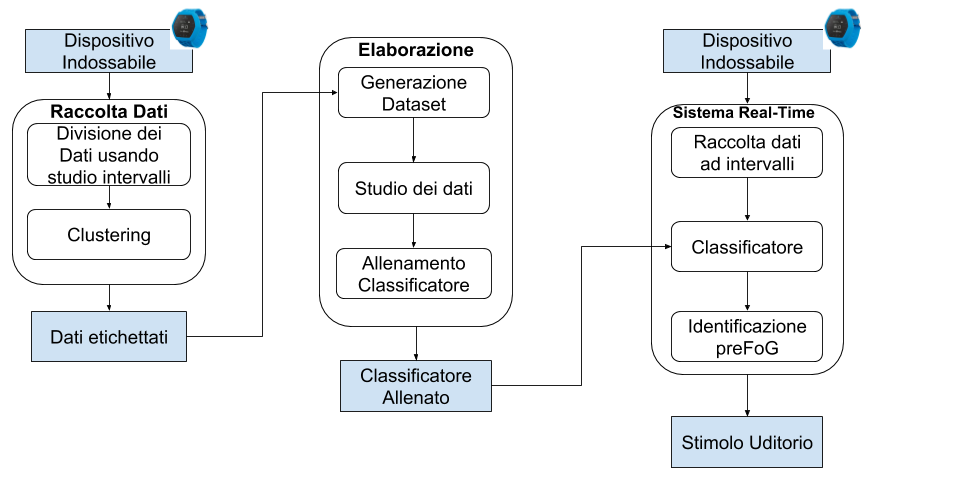 Dispositivo
Indossabile
Raccolta Dati
Divisione dei
Dati usando
studio intervalli
Clustering
Dati etichettati
Elaborazione
Generazione
Dataset
Studio dei dati
Allenamento
Classificatore
Classificatore
Allenato
Dispositivo
Indossabile
Sistema Real-Time
Raccolta dati
ad intervalli
Classificatore
Identificazione
preFoG
Stimolo Uditorio